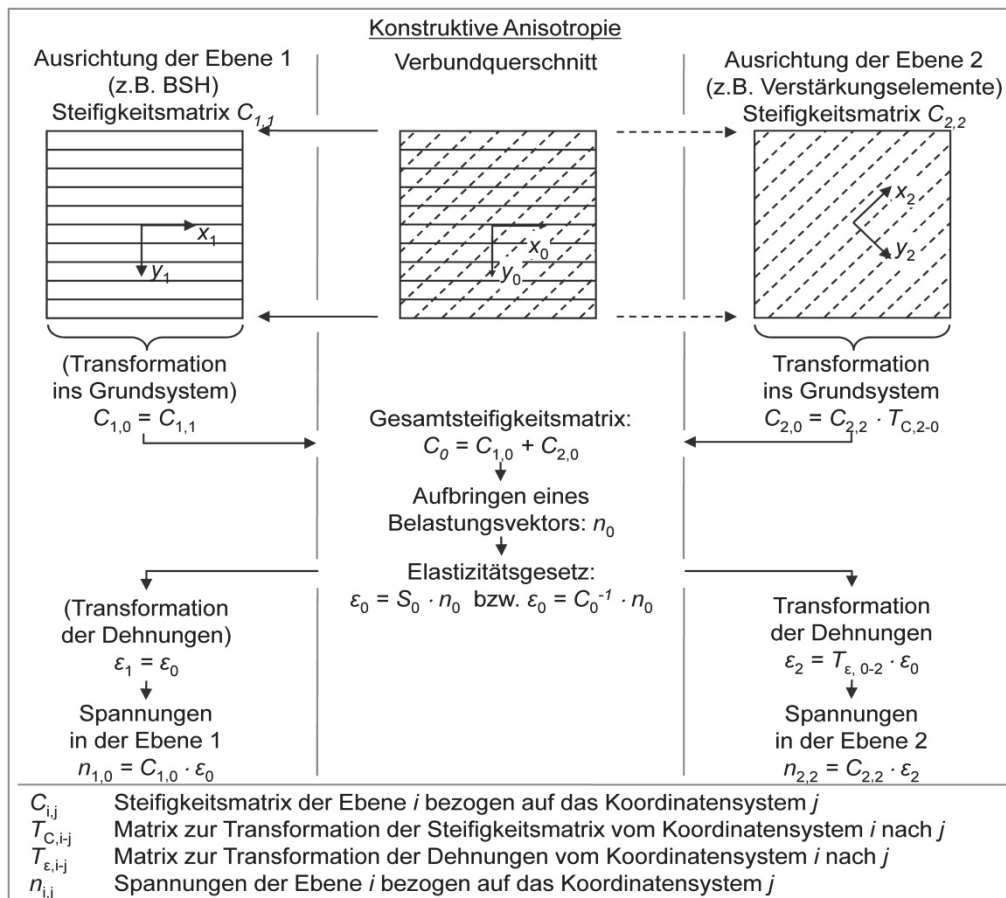 Konstruktive Anisotropie
Ausrichtung der Ebene 1
(z.B. BSH)
Steifigkeitsmatrix C1,1
x1
y1
(Transformation
ins Grundsystem)
C1,0 = C1,1
Verbundquerschnitt
x0
y0
Ausrichtung der Ebene 2
(z.B. Verstärkungselemente)
Steifigkeitsmatrix C2,2
x2
y2
Transformation
ins Grundsystem
C2,0 = C2,2 · TC,2-0
Gesamtsteifigkeitsmatrix:
C0 = C1,0 + C2,0
Aufbringen eines
Belastungsvektors: n0
Elastizitätsgesetz:
ε0 = S0 · n0 bzw. ε0 = C0-1 · n0
(Transformation
der Dehnungen)
ε1 = ε0
Spannungen
in der Ebene 1
n1,0 = C1,0 · ε0
Transformation
der Dehnungen
ε2 = Tε, 0-2 · ε0
Spannungen
in der Ebene 2
n2,2 = C2,2 · ε2
Ci,j Steifigkeitsmatrix der Ebene i bezogen auf das Koordinatensystem j
TC,i-j Matrix zur Transformation der Steifigkeitsmatrix vom Koordinatensystem i nach j
Tε,i-j Matrix zur Transformation der Dehnungen vom Koordinatensystem i nach j
ni,j Spannungen der Ebene i bezogen auf das Koordinatensystem j